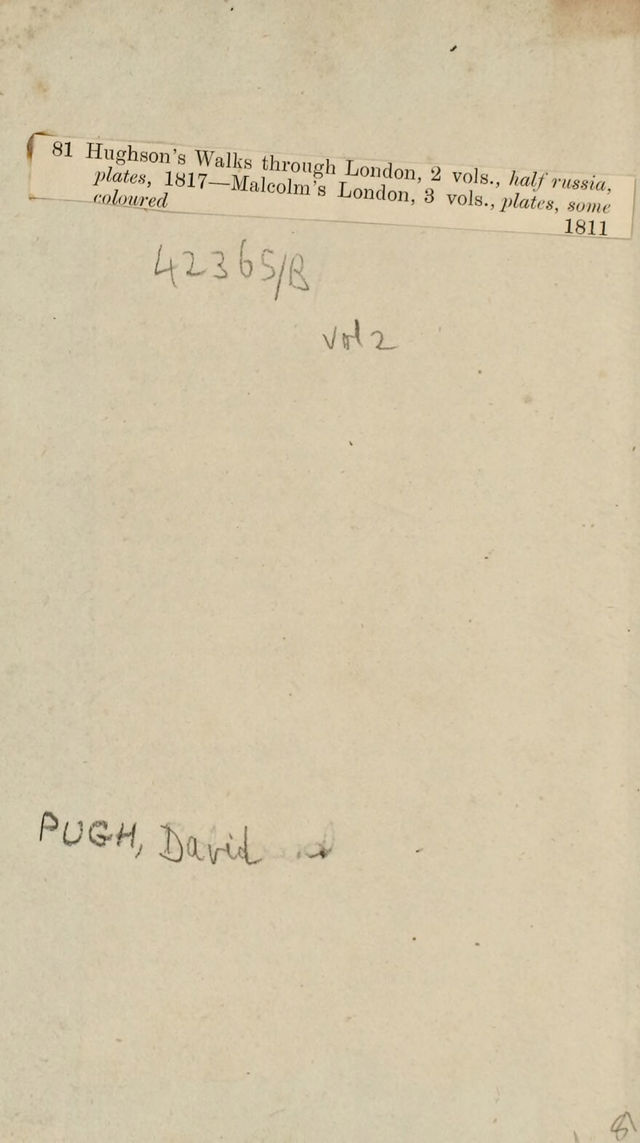 81 Hughson's Walks through London, 2 vols., half russia,
plates, 1817—Malcolm's London, 3 vols., plates, some
coloured 1811
42365/B
Vol 2
PUGH, David